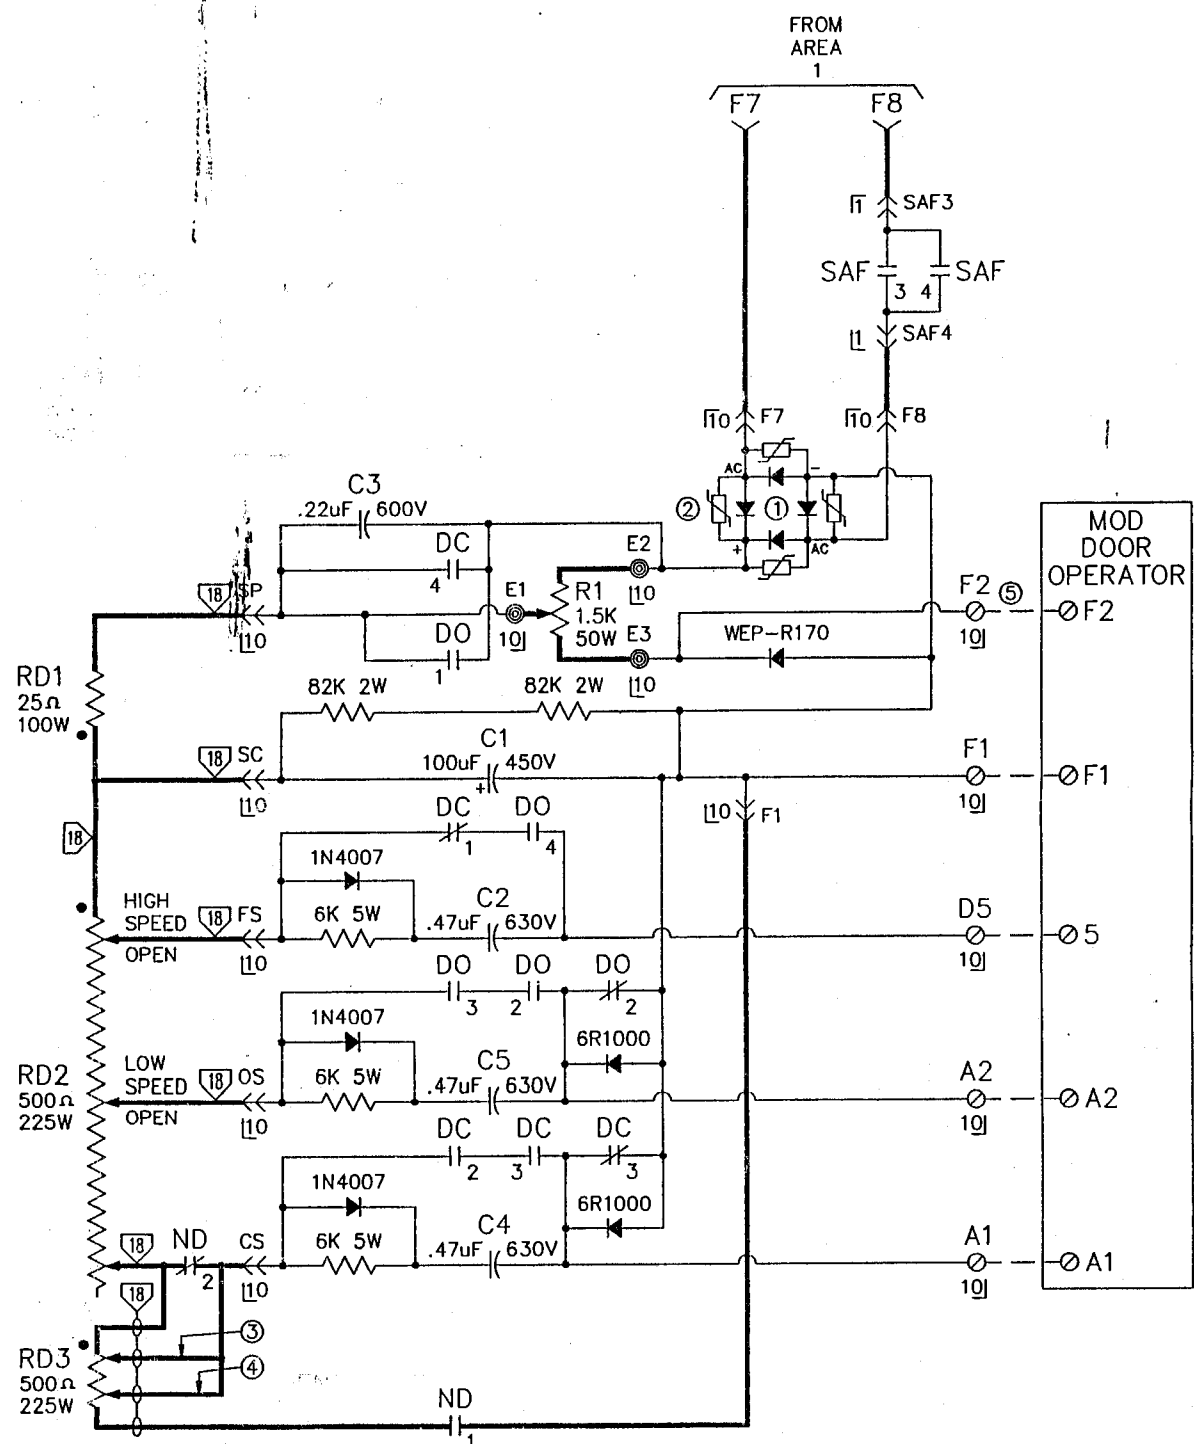 FROM
AREA
1
F7 F8
1 SAF3
SAF SAF
3 4
1 SAF4
10 F7 10 F8
AC -
2 1
+ AC
C3
.22uF 600V
DC
4
E2
10
18 SP
10
E1
10
R1
1.5K
50W
DO
1
E3
10
WEP-R170
F2 5
10
MOD
DOOR
OPERATOR
F2
RD1
25Ω
100W
82K 2W 82K 2W
18 SC
10
C1
100uF 450V
+
F1
10
F1
10 F1
18
DC DO
1 4
1N4007
HIGH
SPEED
OPEN
18 FS
10
6K 5W
C2
.47uF 630V
D5
10
5
DO DO DO
3 2 2
1N4007
6R1000
RD2
500Ω
225W
LOW
SPEED
OPEN
18 OS
10
6K 5W
C5
.47uF 630V
A2
10
A2
DC DC DC
2 3 3
1N4007
6R1000
18
ND
2
CS
10
6K 5W
C4
.47uF 630V
A1
10
A1
18
3
RD3
500Ω
225W
4
ND
1